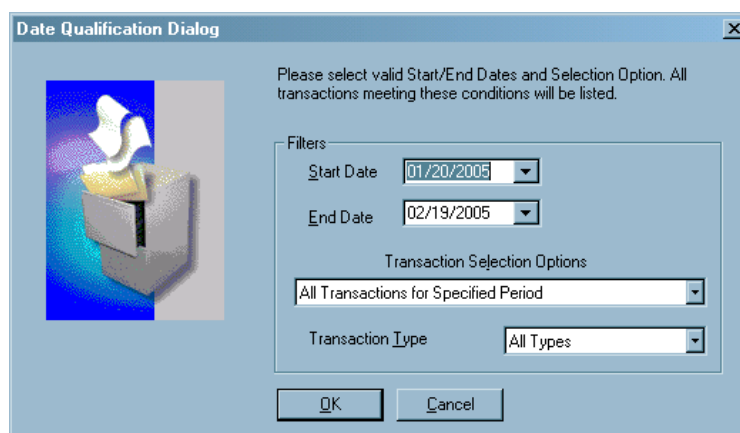 Date Qualification Dialog
Please select valid Start/End Dates and Selection Option. All
transactions meeting these conditions will be listed.
Filters
Start Date 01/20/2005
End Date 02/19/2005
Transaction Selection Options
All Transactions for Specified Period
Transaction Type All Types
OK Cancel